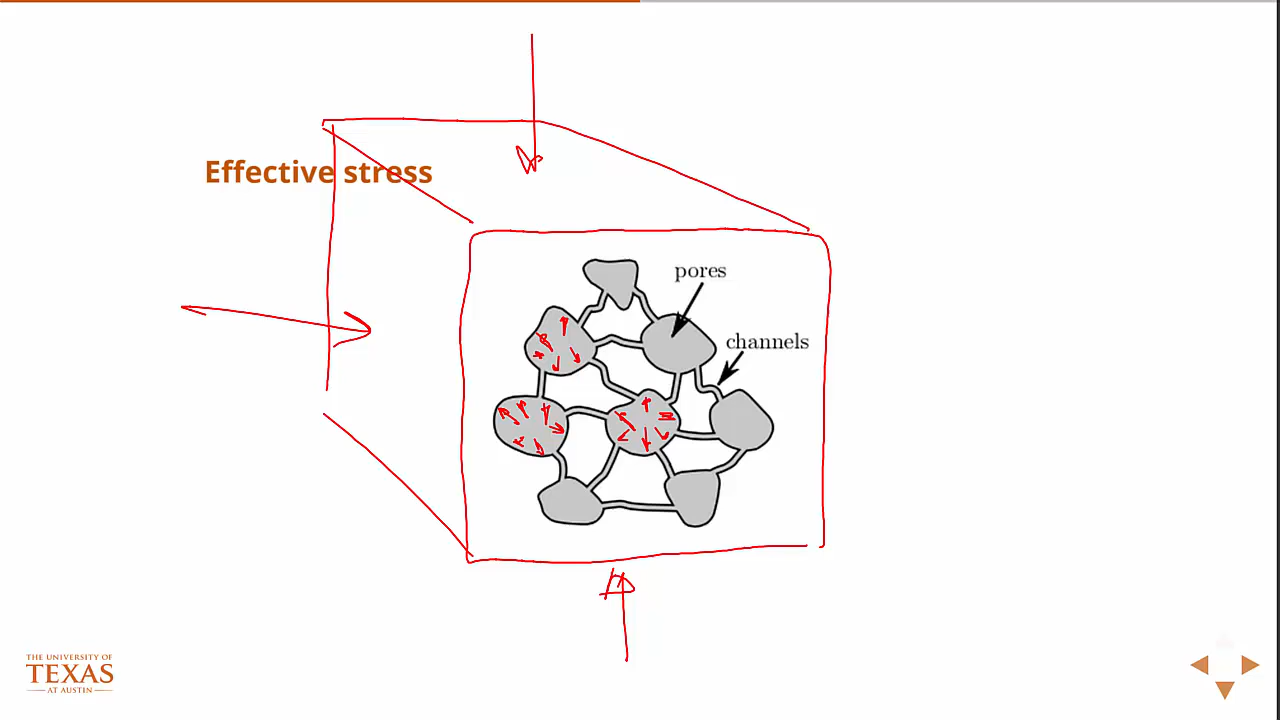 Effective stress
pores
channels
THE UNIVERSITY OF
TEXAS
AT AUSTIN